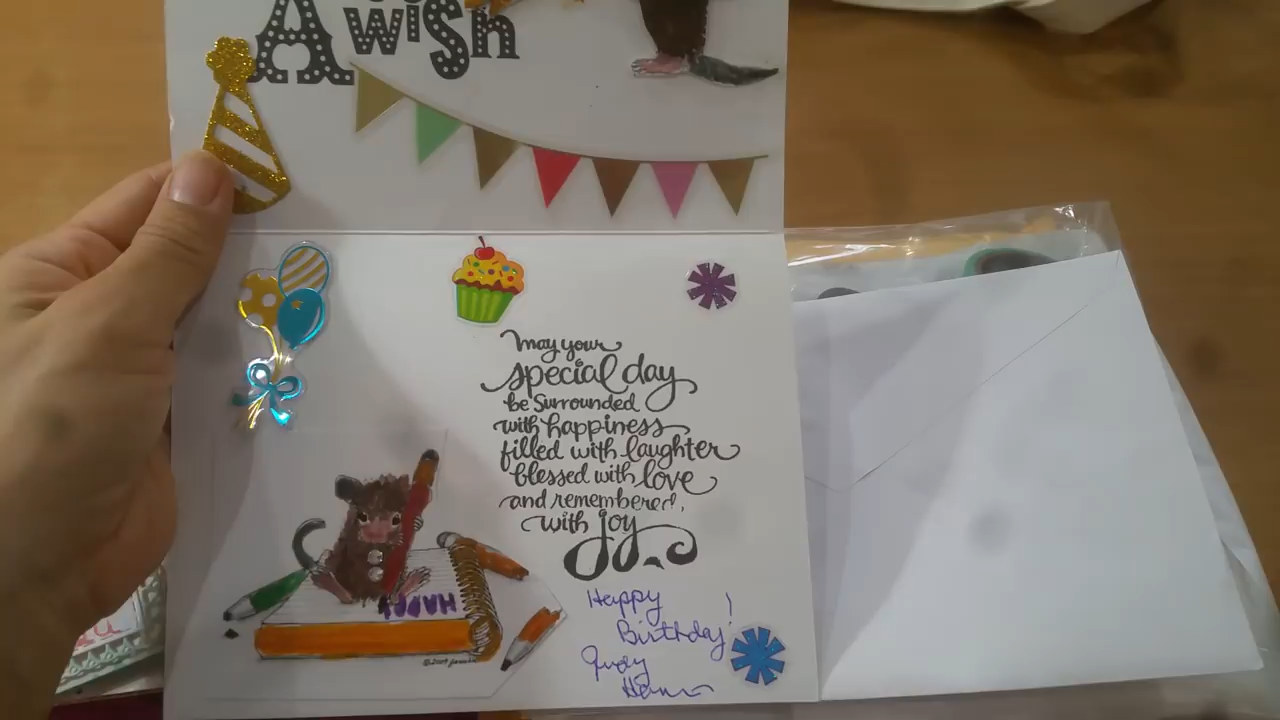 A wish
may your
special day
be surrounded
with happiness
filled with laughter
blessed with love
and remembered
with joy
HAPPY
Happy
Birthday!
Judy